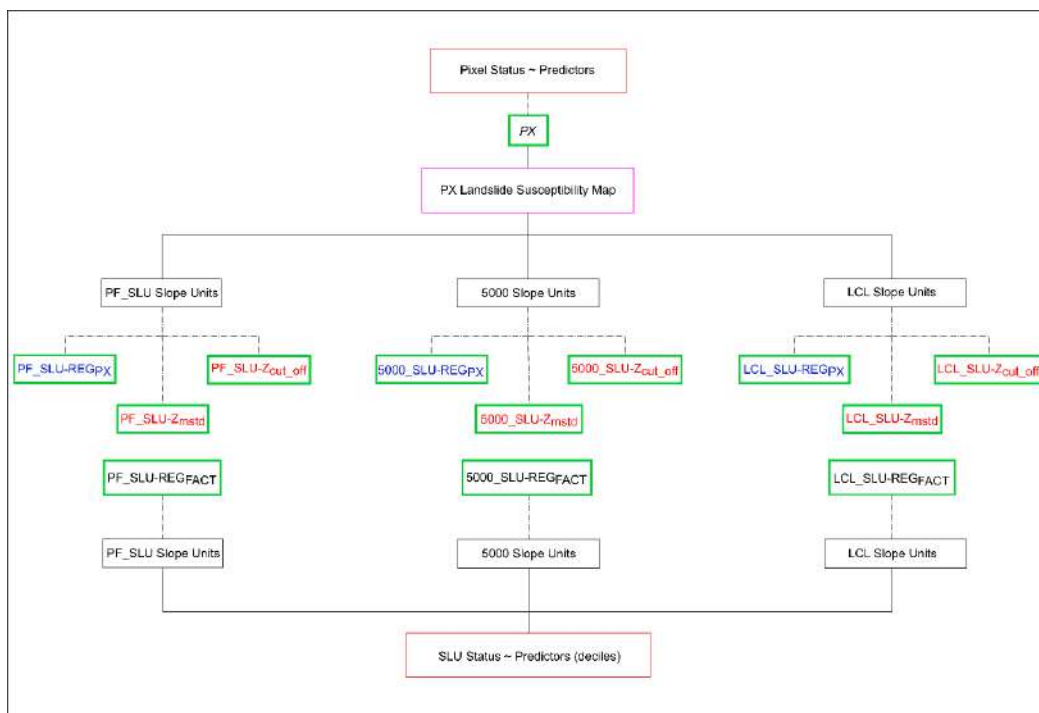 Pixel Status ~ Predictors
PX
PX Landslide Susceptibility Map
PF_SLU Slope Units
5000 Slope Units
LCL Slope Units
PF_SLU-REGPX
PF_SLU-Zcut_off
5000_SLU-REGPX
5000_SLU-Zcut_off
LCL_SLU-REGPX
LCL_SLU-Zcut_off
PF_SLU-Zmstd
5000_SLU-Zmstd
LCL_SLU-Zmstd
PF_SLU-REGFACT
5000_SLU-REGFACT
LCL_SLU-REGFACT
PF_SLU Slope Units
5000 Slope Units
LCL Slope Units
SLU Status ~ Predictors (deciles)